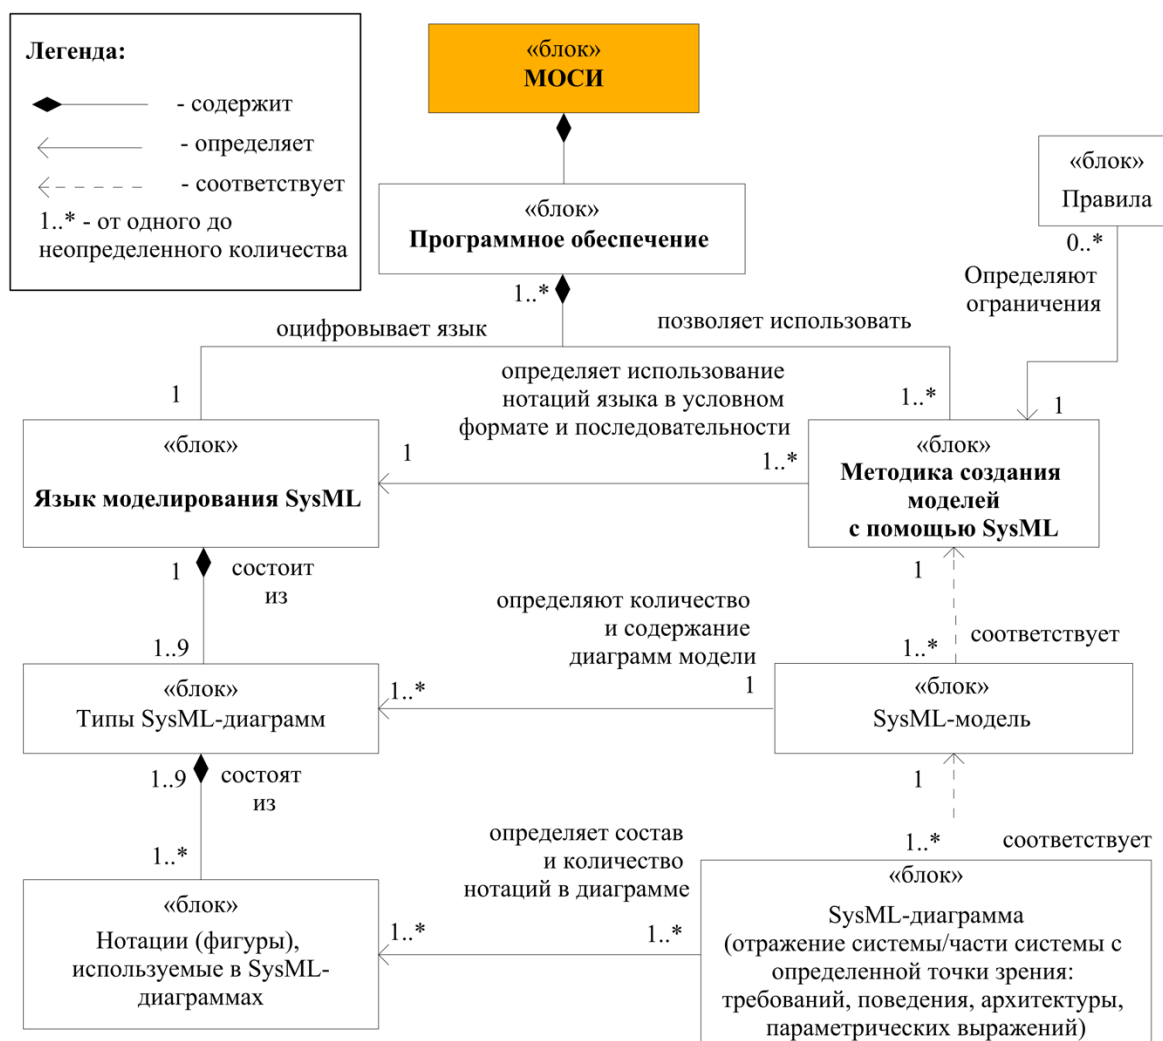 Легенда:
- содержит
- определяет
- соответствует
1..* - от одного до
неопределенного количества
«блок»
МОСИ
«блок»
Программное обеспечение
1..*
«блок»
Правила
0..*
Определяют
ограничения
1
оцифровывает язык
позволяет использовать
1
1..*
определяет использование
нотаций языка в условном
формате и последовательности
1
1..*
«блок»
Язык моделирования SysML
«блок»
Методика создания
моделей
с помощью SysML
1
состоит
из
1..9
1
соответствует
1..*
определяют количество
и содержание
диаграмм модели
1..*
1
«блок»
Типы SysML-диаграмм
«блок»
SysML-модель
1..9
состоят
из
1..*
1
соответствует
1..*
определяет состав
и количество
нотаций в диаграмме
1..*
1..*
«блок»
Нотации (фигуры),
используемые в SysML-
диаграммах
«блок»
SysML-диаграмма
(отражение системы/части системы с
определенной точки зрения:
требований, поведения, архитектуры,
параметрических выражений)